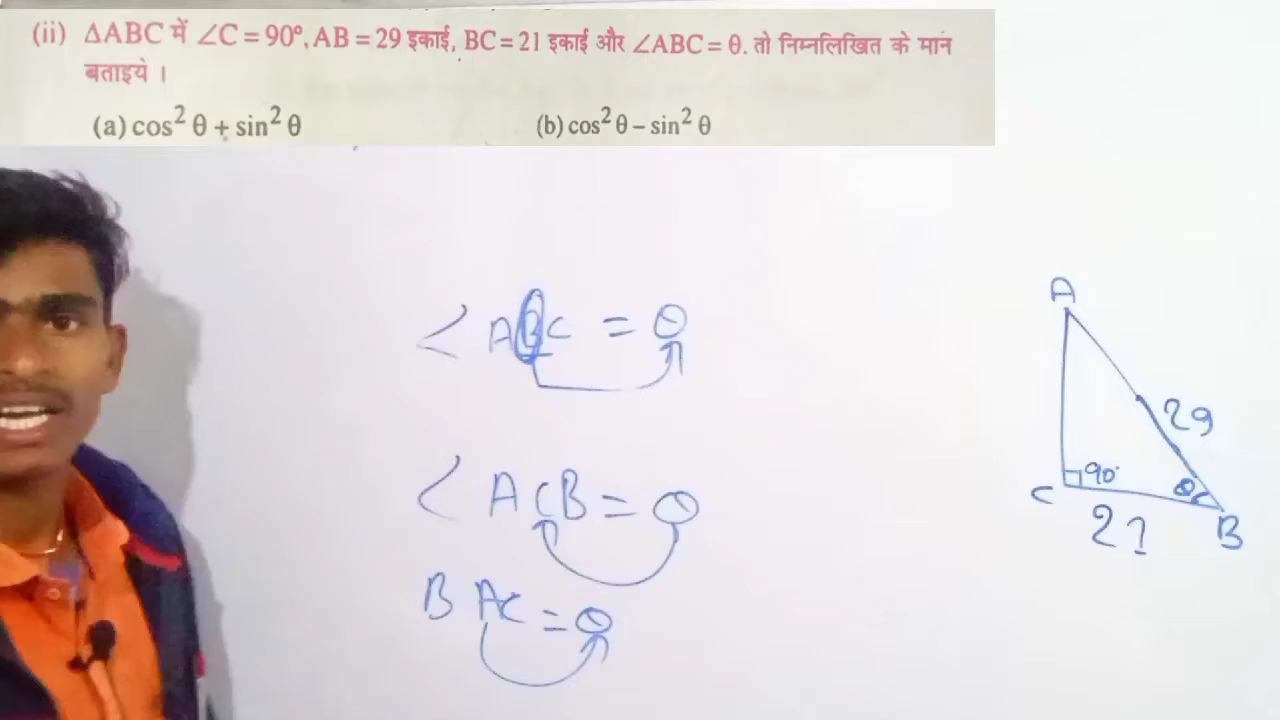 (ii) ΔABC में ∠C = 90°, AB = 29 इकाई, BC = 21 इकाई और ∠ABC = θ. तो निम्नलिखित के मान
बताइये ।
(a) cos² θ + sin² θ (b) cos² θ – sin² θ
∠ABC = θ
∠ACB = θ
BAC = θ
A
29
C 90° θ
21 B